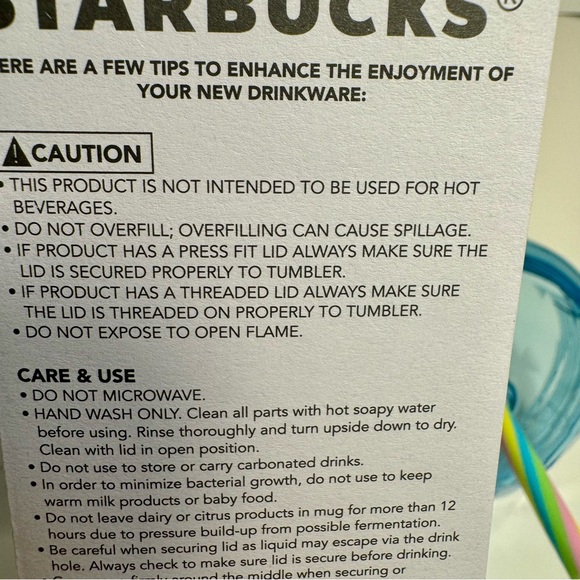 STARBUCKS®
HERE ARE A FEW TIPS TO ENHANCE THE ENJOYMENT OF
YOUR NEW DRINKWARE:
CAUTION
• THIS PRODUCT IS NOT INTENDED TO BE USED FOR HOT
BEVERAGES.
• DO NOT OVERFILL; OVERFILLING CAN CAUSE SPILLAGE.
• IF PRODUCT HAS A PRESS FIT LID ALWAYS MAKE SURE THE
LID IS SECURED PROPERLY TO TUMBLER.
• IF PRODUCT HAS A THREADED LID ALWAYS MAKE SURE
THE LID IS THREADED ON PROPERLY TO TUMBLER.
• DO NOT EXPOSE TO OPEN FLAME.
CARE & USE
• DO NOT MICROWAVE.
• HAND WASH ONLY. Clean all parts with hot soapy water
before using. Rinse thoroughly and turn upside down to dry.
Clean with lid in open position.
• Do not use to store or carry carbonated drinks.
• In order to minimize bacterial growth, do not use to keep
warm milk products or baby food.
• Do not leave dairy or citrus products in mug for more than 12
hours due to pressure build-up from possible fermentation.
• Be careful when securing lid as liquid may escape via the drink
hole. Always check to make sure lid is secure before drinking.
around the middle when securing or